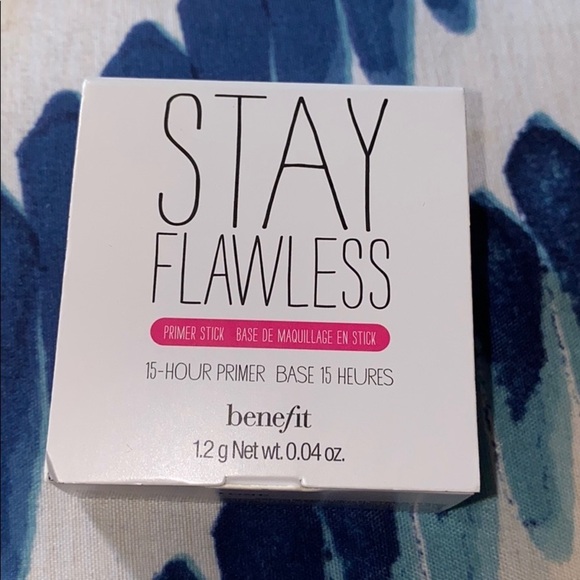 STAY
FLAWLESS
PRIMER STICK BASE DE MAQUILLAGE EN STICK
15-HOUR PRIMER BASE 15 HEURES
benefit
1.2 g Net wt. 0.04 oz.